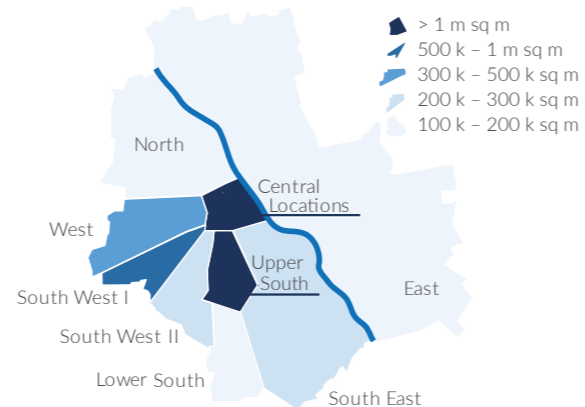 > 1 m sq m
500 k – 1 m sq m
300 k – 500 k sq m
200 k – 300 k sq m
100 k – 200 k sq m
North
Central
Locations
West
Upper
South
East
South West I
South West II
Lower South
South East